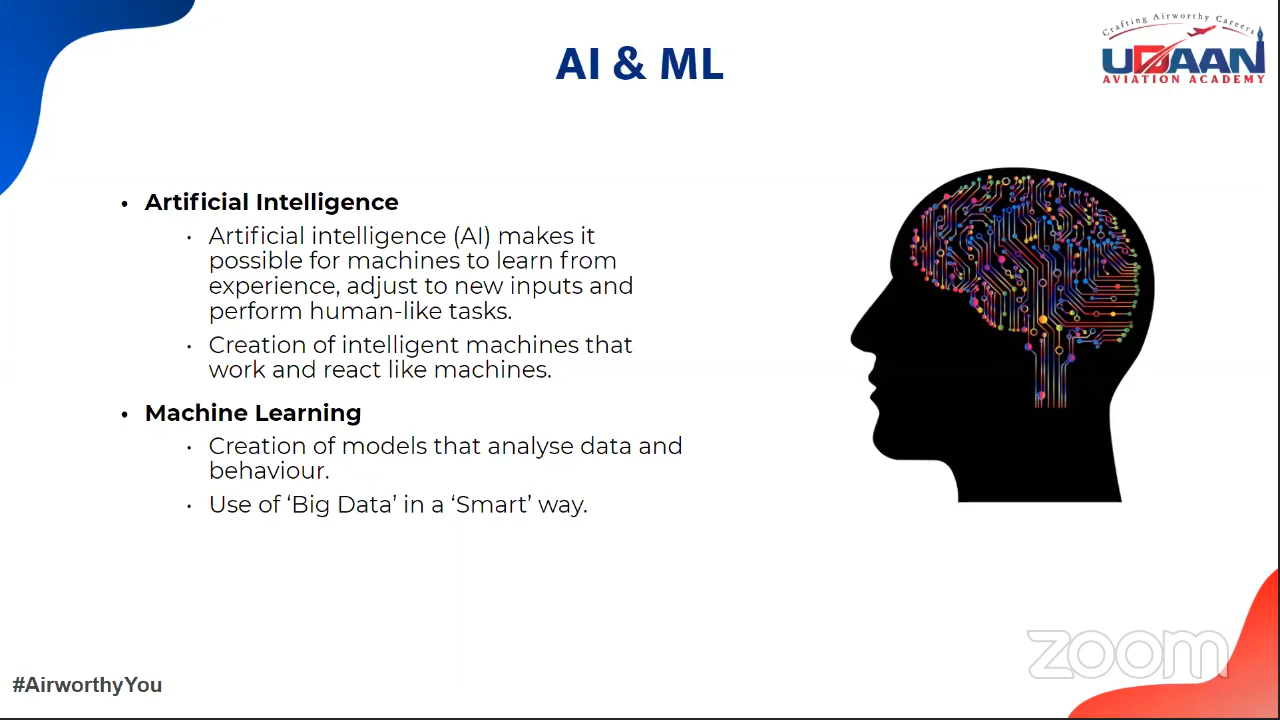 Crafting Airworthy Careers
UDAAN
AVIATION ACADEMY
AI & ML
• Artificial Intelligence
• Artificial intelligence (AI) makes it
possible for machines to learn from
experience, adjust to new inputs and
perform human-like tasks.
• Creation of intelligent machines that
work and react like machines.
• Machine Learning
• Creation of models that analyse data and
behaviour.
• Use of ‘Big Data’ in a ‘Smart’ way.
zoom
#AirworthyYou